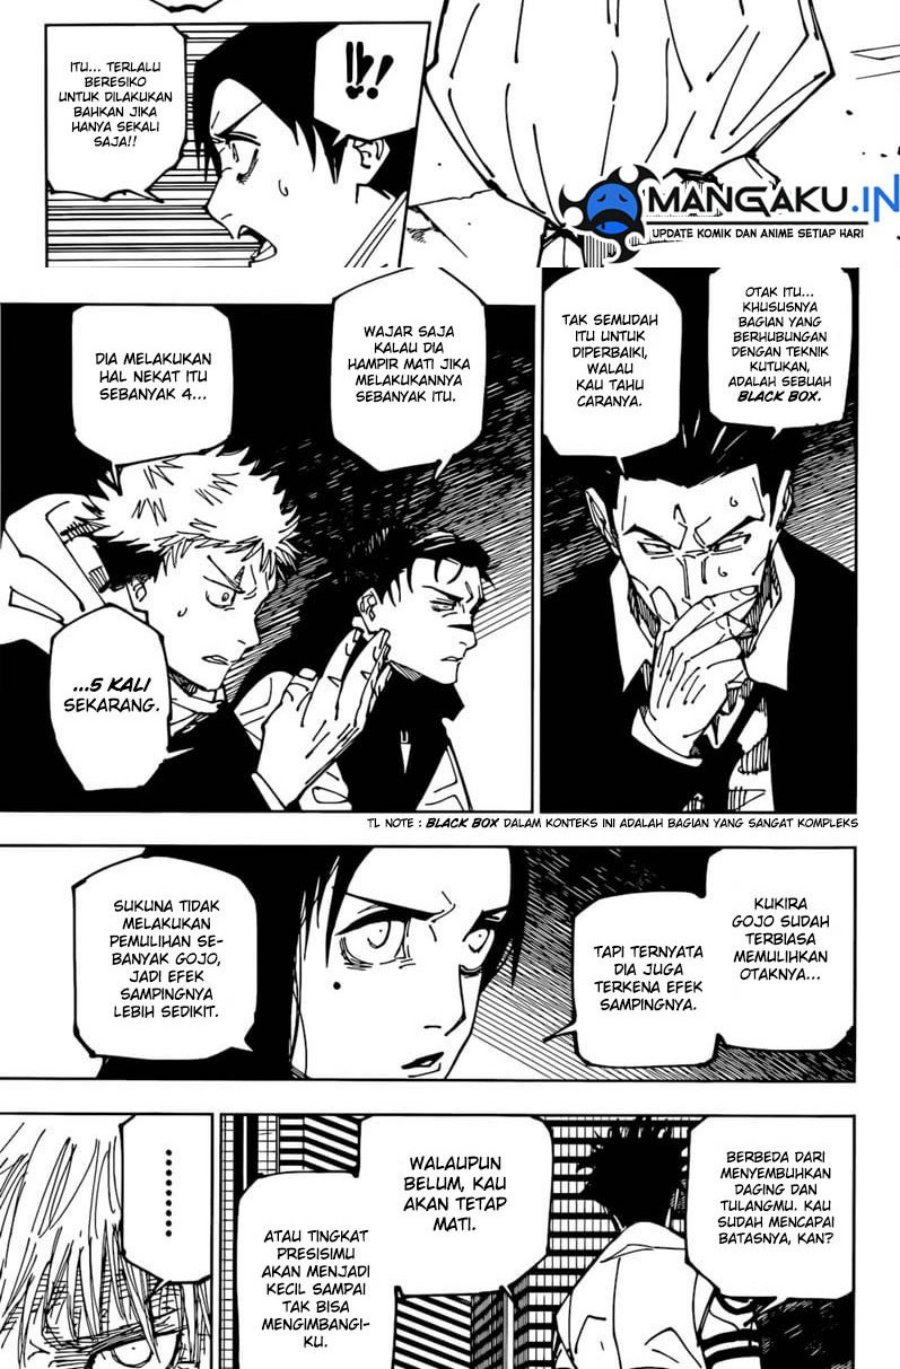 !!
!?
ITU... TERLALU
BERESIKO
UNTUK DILAKUKAN
BAHKAN JIKA
HANYA SEKALI
SAJA!!
MANGAKU.IN
UPDATE KOMIK DAN ANIME SETIAP HARI
OTAK ITU...
KHUSUSNYA
BAGIAN YANG
BERHUBUNGAN
DENGAN TEKNIK
KUTUKAN,
ADALAH SEBUAH
BLACK BOX.
TAK SEMUDAH
ITU UNTUK
DIPERBAIKI,
WALAU
KAU TAHU
CARANYA.
WAJAR SAJA
KALAU DIA
HAMPIR MATI JIKA
MELAKUKANNYA
SEBANYAK ITU.
DIA MELAKUKAN
HAL NEKAT ITU
SEBANYAK 4...
...5 KALI
SEKARANG.
TL NOTE : BLACK BOX DALAM KONTEKS INI ADALAH BAGIAN YANG SANGAT KOMPLEKS
KUKIRA
GOJO SUDAH
TERBIASA
MEMULIHKAN
OTAKNYA...
TAPI TERNYATA
DIA JUGA
TERKENA EFEK
SAMPINGNYA.
SUKUNA TIDAK
MELAKUKAN
PEMULIHAN SE-
BANYAK GOJO,
JADI EFEK
SAMPINGNYA
LEBIH SEDIKIT.
BERBEDA DARI
MENYEMBUHKAN
DAGING DAN
TULANGMU. KAU
SUDAH MENCAPAI
BATASNYA, KAN?
WALAUPUN
BELUM, KAU
AKAN TETAP
MATI.
ATAU TINGKAT
PRESISIMU
AKAN MENJADI
KECIL SAMPAI
TAK BISA
MENGIMBANGI-
KU.
........